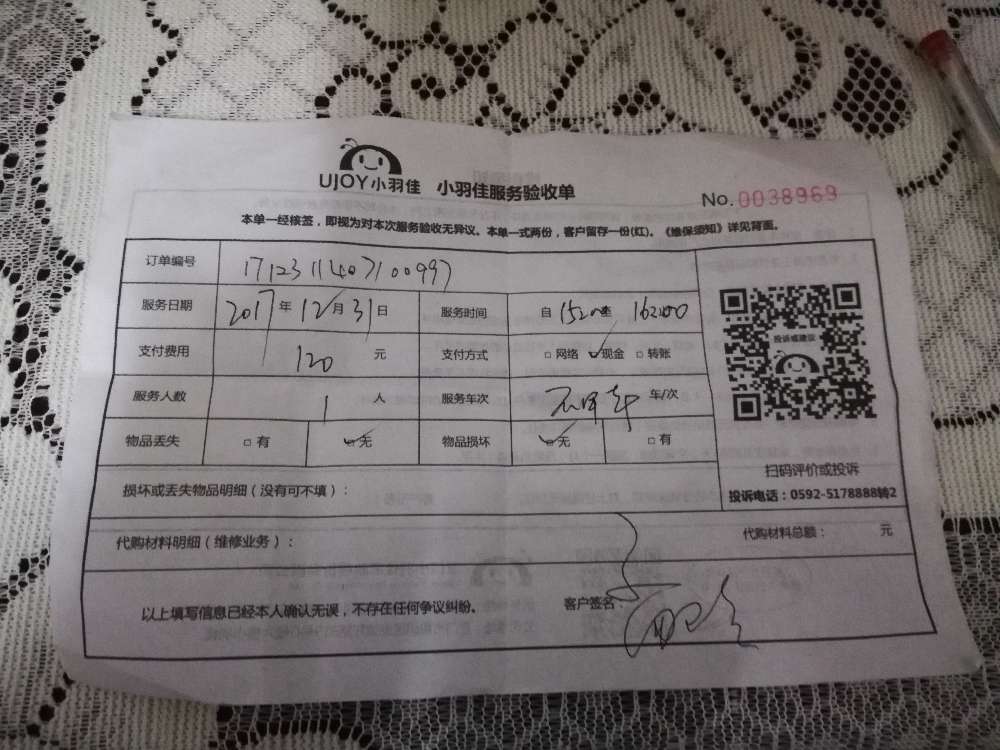 UJOY小羽佳 小羽佳服务验收单
No.0038969
本单一经核签，即视为对本次服务验收无异议。本单一式两份，客户留存一份(红)。《维保须知》详见背面。
订单编号 171231140710 0997
服务日期 2017年12月31日 服务时间 自
支付费用 120 元 支付方式 □网络 ☑现金 □转账
服务人数 1 人 服务车次 车/次
物品丢失 □有 ☑无 物品损坏 ☑无 □有
投诉或建议
扫码评价或投诉
投诉电话：0592-5178888转2
损坏或丢失物品明细（没有可不填）：
代购材料明细（维修业务）： 代购材料总额： 元
以上填写信息已经本人确认无误，不存在任何争议纠纷。 客户签名：